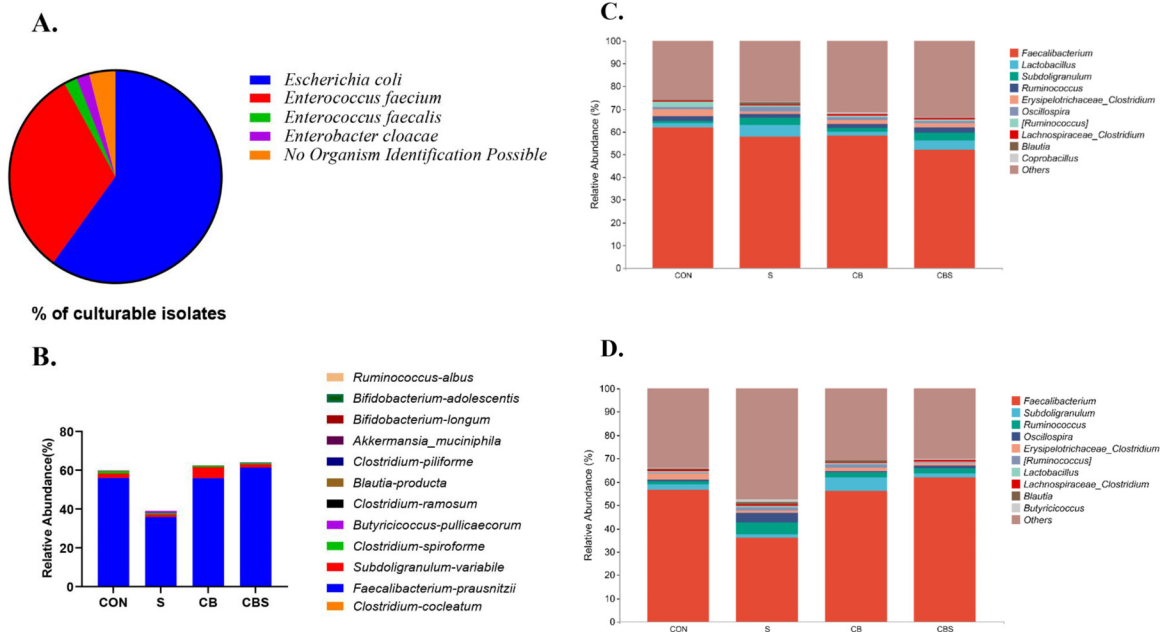 A.
Escherichia coli
Enterococcus faecium
Enterococcus faecalis
Enterobacter cloacae
No Organism Identification Possible
% of culturable isolates
B.
Relative Abundance(%)
80
60
40
20
0
CON S CB CBS
Ruminococcus-albus
Bifidobacterium-adolescentis
Bifidobacterium-longum
Akkermansia_muciniphila
Clostridium-piliforme
Blautia-producta
Clostridium-ramosum
Butyricicoccus-pullicaecorum
Clostridium-spiroforme
Subdoligranulum-variabile
Faecalibacterium-prausnitzii
Clostridium-cocleatum
C.
Relative Abundance (%)
100
90
80
70
60
50
40
30
20
10
0
CON S CB CBS
Faecalibacterium
Lactobacillus
Subdoligranulum
Ruminococcus
Erysipelotrichaceae_Clostridium
Oscillospira
[Ruminococcus]
Lachnospiraceae_Clostridium
Blautia
Coprobacillus
Others
D.
Relative Abundance (%)
100
90
80
70
60
50
40
30
20
10
0
CON S CB CBS
Faecalibacterium
Subdoligranulum
Ruminococcus
Oscillospira
Erysipelotrichaceae_Clostridium
[Ruminococcus]
Lactobacillus
Lachnospiraceae_Clostridium
Blautia
Butyricicoccus
Others